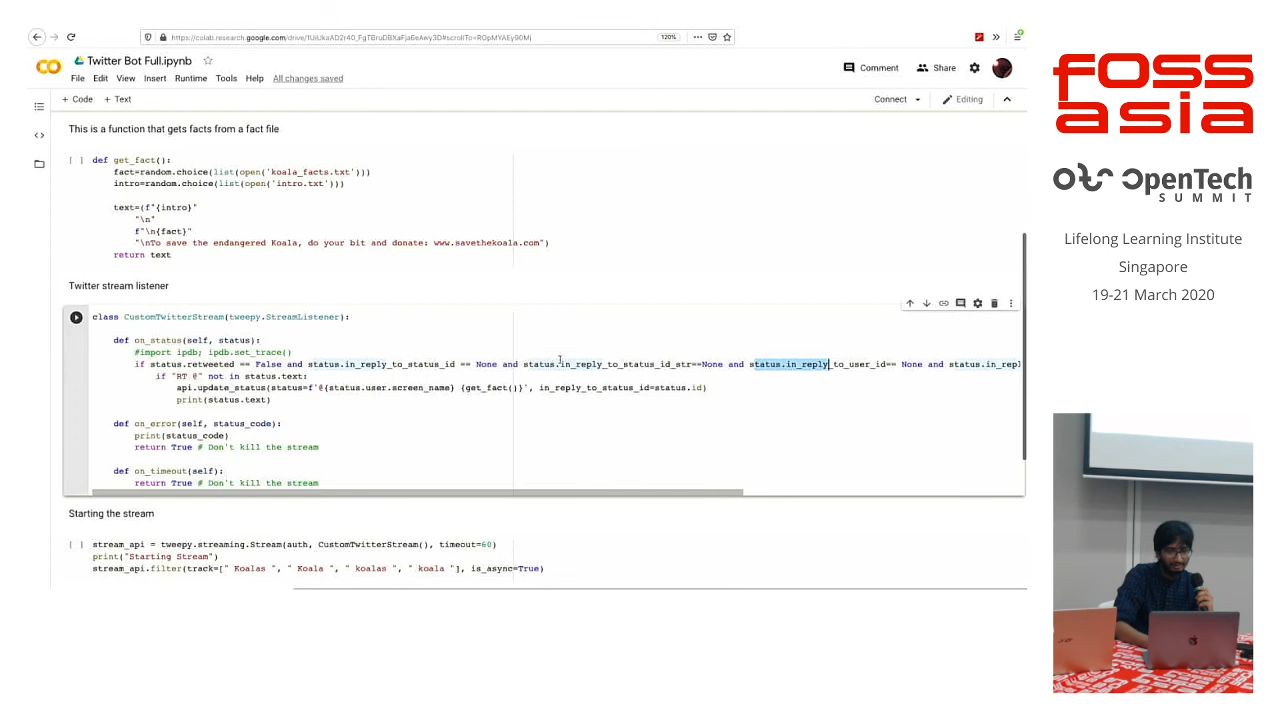 https://colab.research.google.com/drive/
120%
Twitter Bot Full.ipynb
File Edit View Insert Runtime Tools Help All changes saved
Comment Share
+ Code + Text
Connect Editing
This is a function that gets facts from a fact file
[ ] def get_fact():
fact=random.choice(list(open('koala_facts.txt')))
intro=random.choice(list(open('intro.txt')))
text=(f"{intro}"
"\n"
f"\n{fact}"
"\nTo save the endangered Koala, do your bit and donate: www.savethekoala.com")
return text
Twitter stream listener
class CustomTwitterStream(tweepy.StreamListener):
def on_status(self, status):
#import ipdb; ipdb.set_trace()
if status.retweeted == False and status.in_reply_to_status_id == None and status.in_reply_to_status_id_str==None and status.in_reply_to_user_id== None and status.in_repl
if "RT @" not in status.text:
api.update_status(status=f'@{status.user.screen_name} {get_fact()}', in_reply_to_status_id=status.id)
print(status.text)
def on_error(self, status_code):
print(status_code)
return True # Don't kill the stream
def on_timeout(self):
return True # Don't kill the stream
Starting the stream
[ ] stream_api = tweepy.streaming.Stream(auth, CustomTwitterStream(), timeout=60)
print("Starting Stream")
stream_api.filter(track=[" Koalas ", " Koala ", " koalas ", " koala "], is_async=True)
foss
asia
ots OpenTech
SUMMIT
Lifelong Learning Institute
Singapore
19-21 March 2020